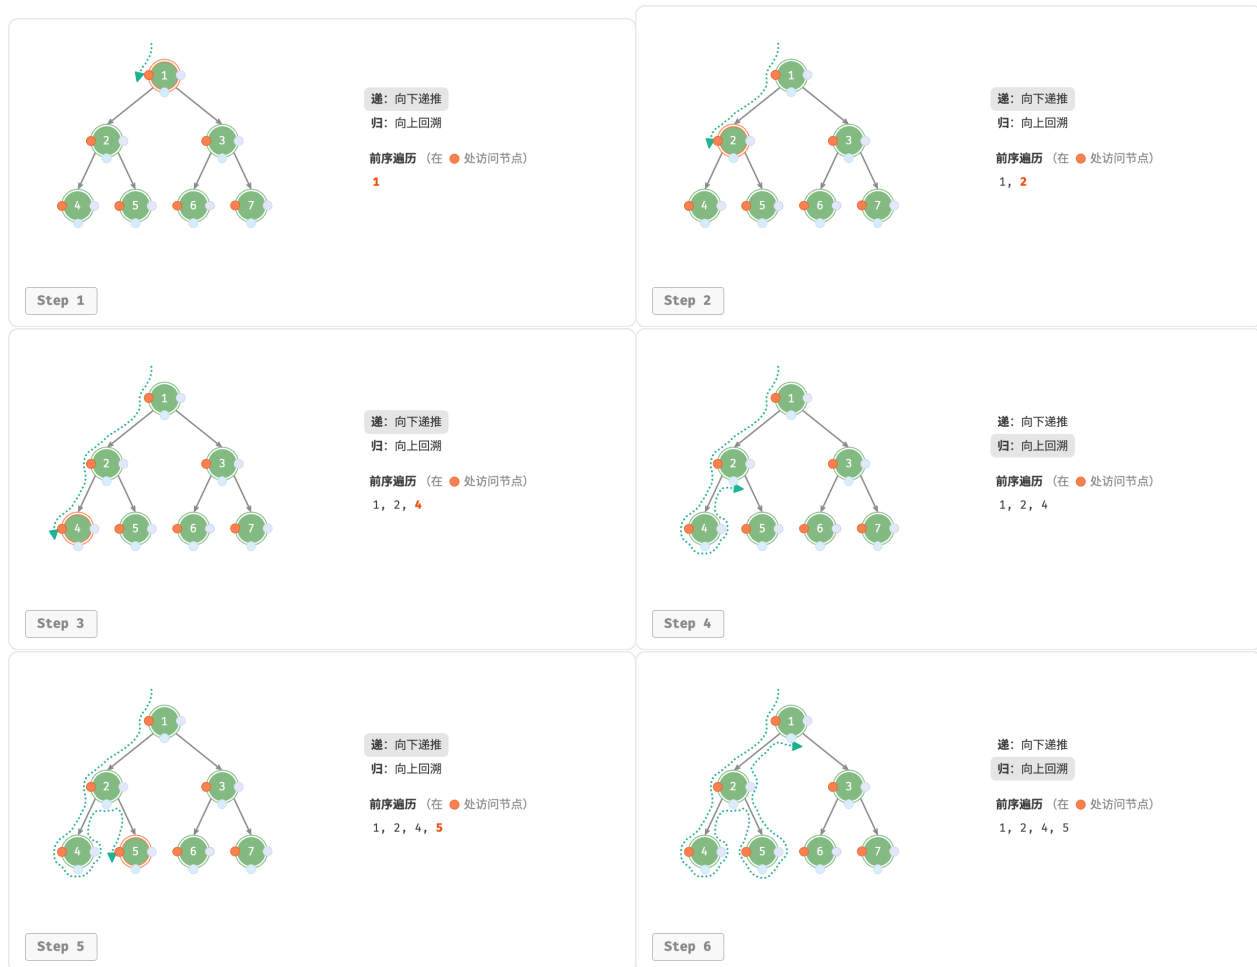 1
2
3
4
5
6
7
递：向下递推
归：向上回溯
前序遍历（在 处访问节点）
1
Step 1
1
2
3
4
5
6
7
递：向下递推
归：向上回溯
前序遍历（在 处访问节点）
1, 2
Step 2
1
2
3
4
5
6
7
递：向下递推
归：向上回溯
前序遍历（在 处访问节点）
1, 2, 4
Step 3
1
2
3
4
5
6
7
递：向下递推
归：向上回溯
前序遍历（在 处访问节点）
1, 2, 4
Step 4
1
2
3
4
5
6
7
递：向下递推
归：向上回溯
前序遍历（在 处访问节点）
1, 2, 4, 5
Step 5
1
2
3
4
5
6
7
递：向下递推
归：向上回溯
前序遍历（在 处访问节点）
1, 2, 4, 5
Step 6